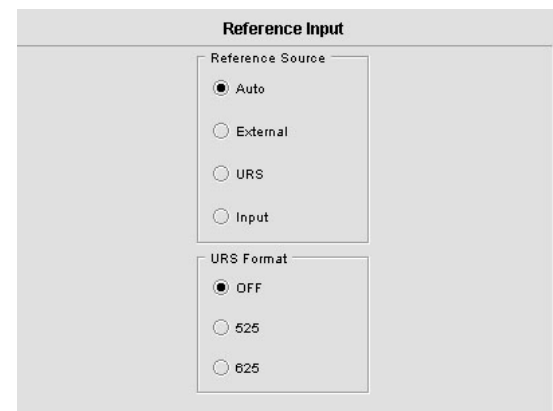 Reference Input
Reference Source
Auto
External
URS
Input
URS Format
OFF
525
625